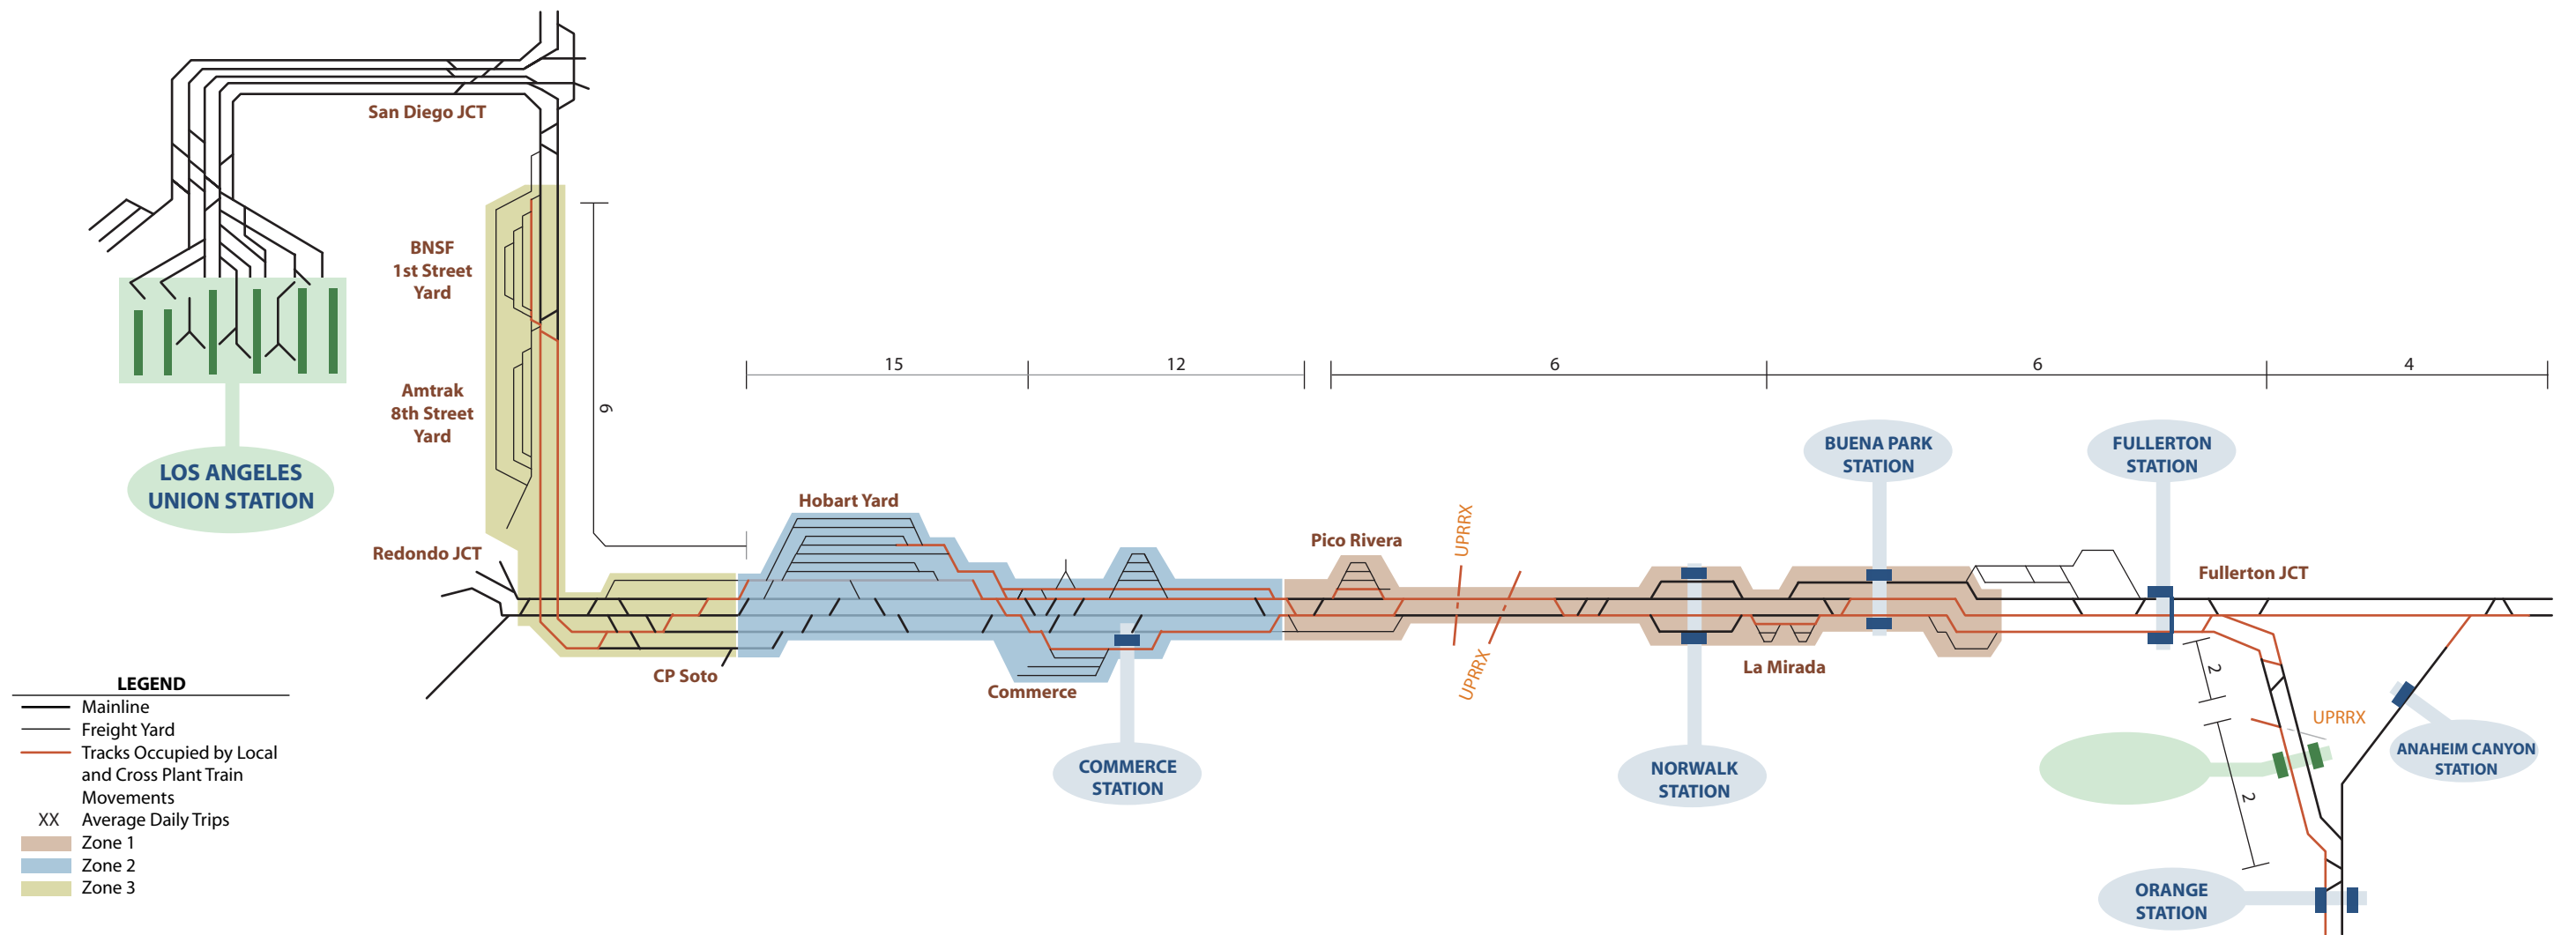 San Diego JCT
BNSF
1st Street
Yard
Amtrak
8th Street
Yard
LOS ANGELES
UNION STATION
6
15
12
6
6
4
Hobart Yard
Redondo JCT
CP Soto
Commerce
COMMERCE
STATION
Pico Rivera
UPRRX
UPRRX
NORWALK
STATION
La Mirada
BUENA PARK
STATION
FULLERTON
STATION
Fullerton JCT
2
2
UPRRX
ANAHEIM CANYON
STATION
ORANGE
STATION
LEGEND
Mainline
Freight Yard
Tracks Occupied by Local
and Cross Plant Train
Movements
XX Average Daily Trips
Zone 1
Zone 2
Zone 3